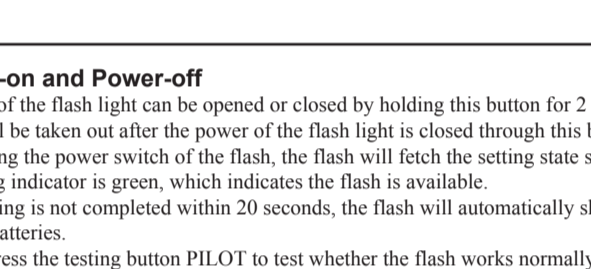 -on and Power-off
of the flash light can be opened or closed by holding this button for 2
be taken out after the power of the flash light is closed through this
the power switch of the flash, the flash will fetch the setting state
indicator is green, which indicates the flash is available.
is not completed within 20 seconds, the flash will automatically
the testing button PILOT to test whether the flash works normally